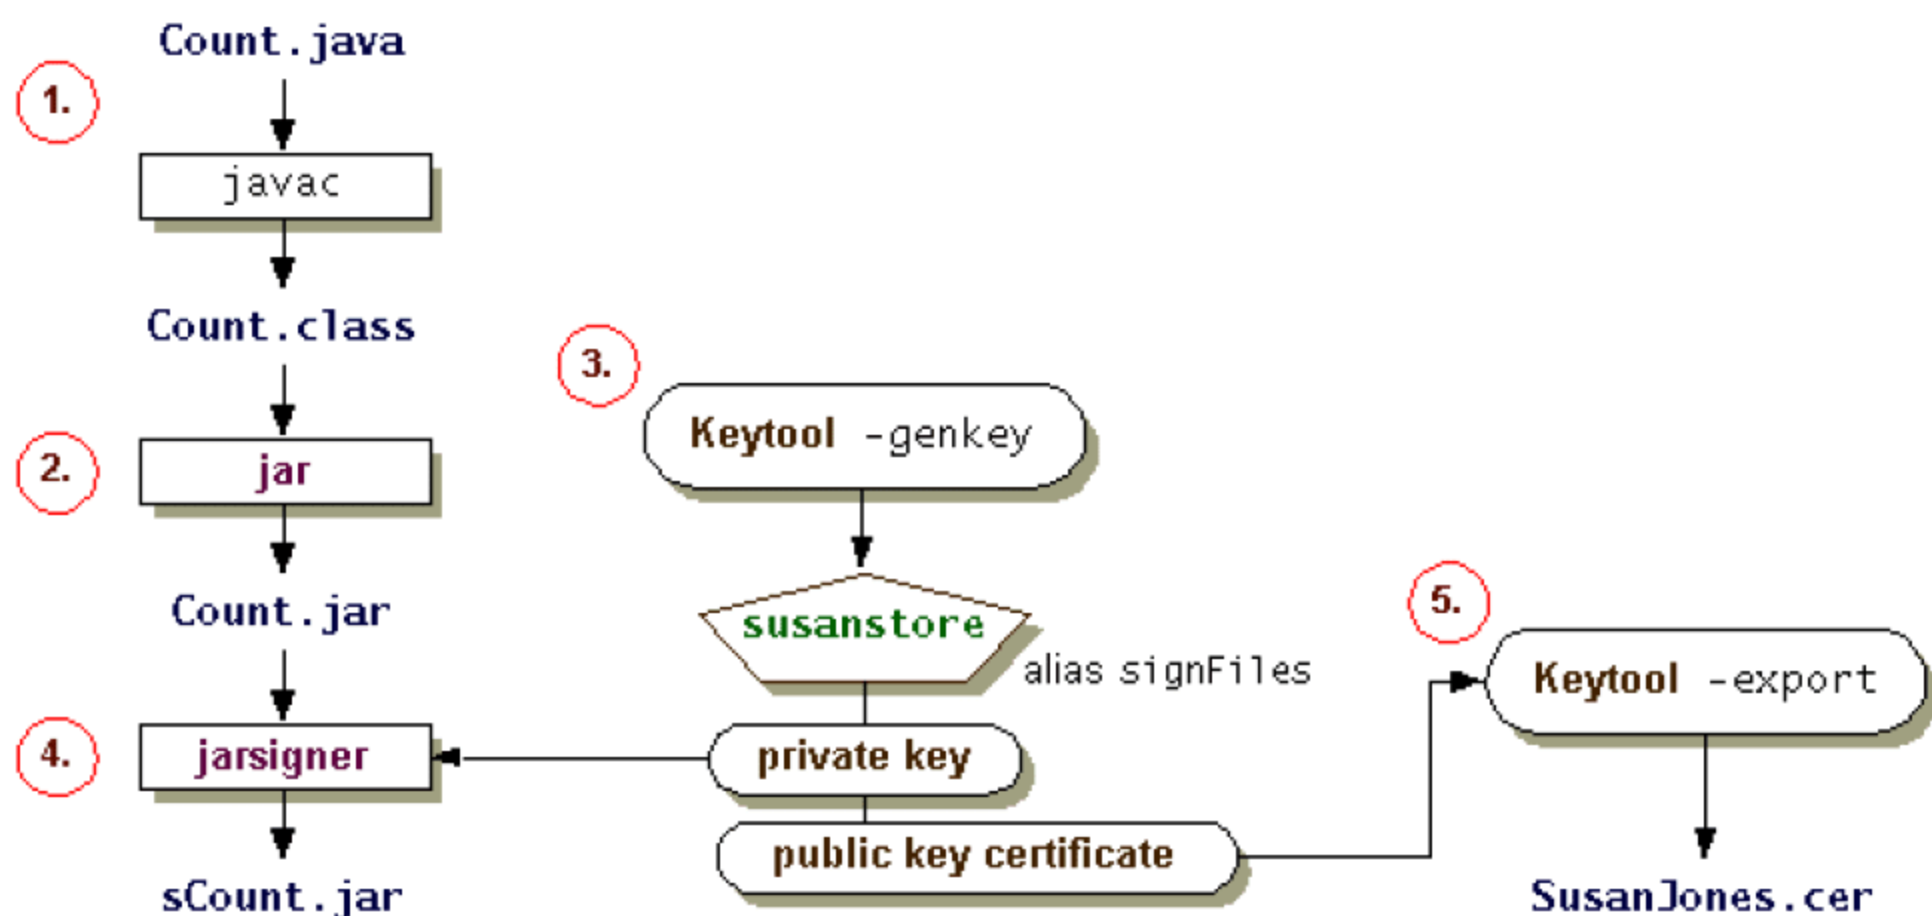 Count.java
1.
javac
Count.class
3.
Keytool -genkey
2.
jar
Count.jar
susanstore
alias signFiles
5.
Keytool -export
4.
jarsigner
private key
public key certificate
sCount.jar
SusanJones.cer